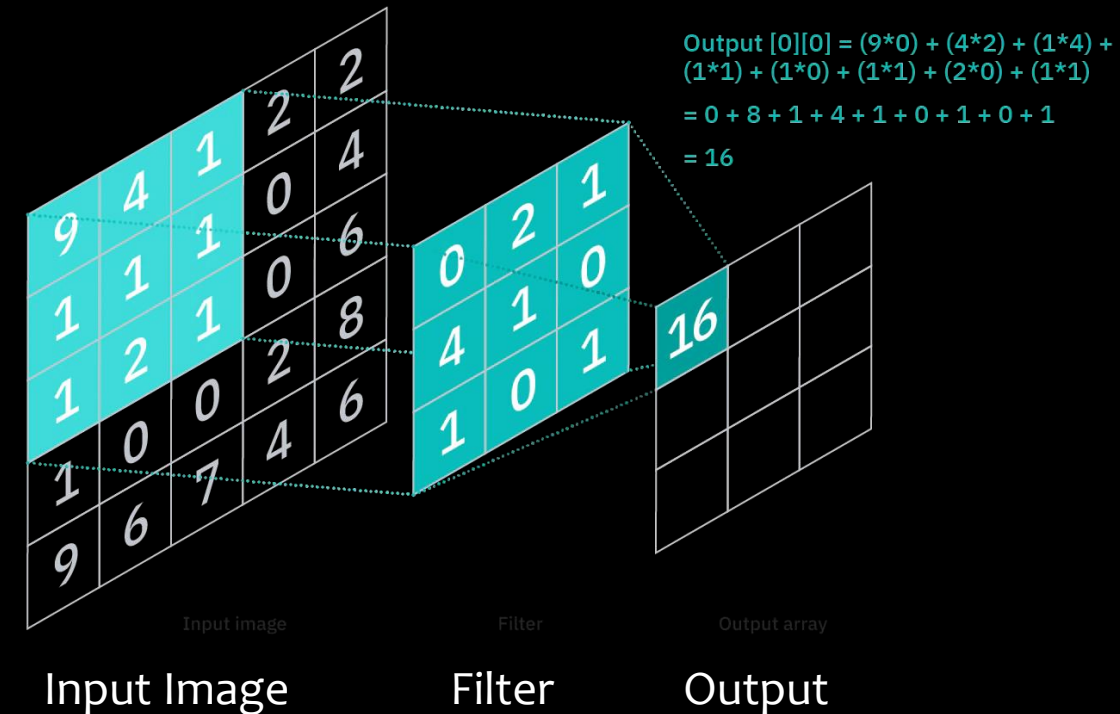 Output [0][0] = (9*0) + (4*2) + (1*4) +
(1*1) + (1*0) + (1*1) + (2*0) + (1*1)
= 0 + 8 + 1 + 4 + 1 + 0 + 1 + 0 + 1
= 16
9 4 1 2 2
1 1 1 0 4
1 2 1 0 6
1 0 0 2 8
9 6 7 4 6
0 2 1
4 1 0
1 0 1
16
Input image
Filter
Output array
Input Image
Filter
Output